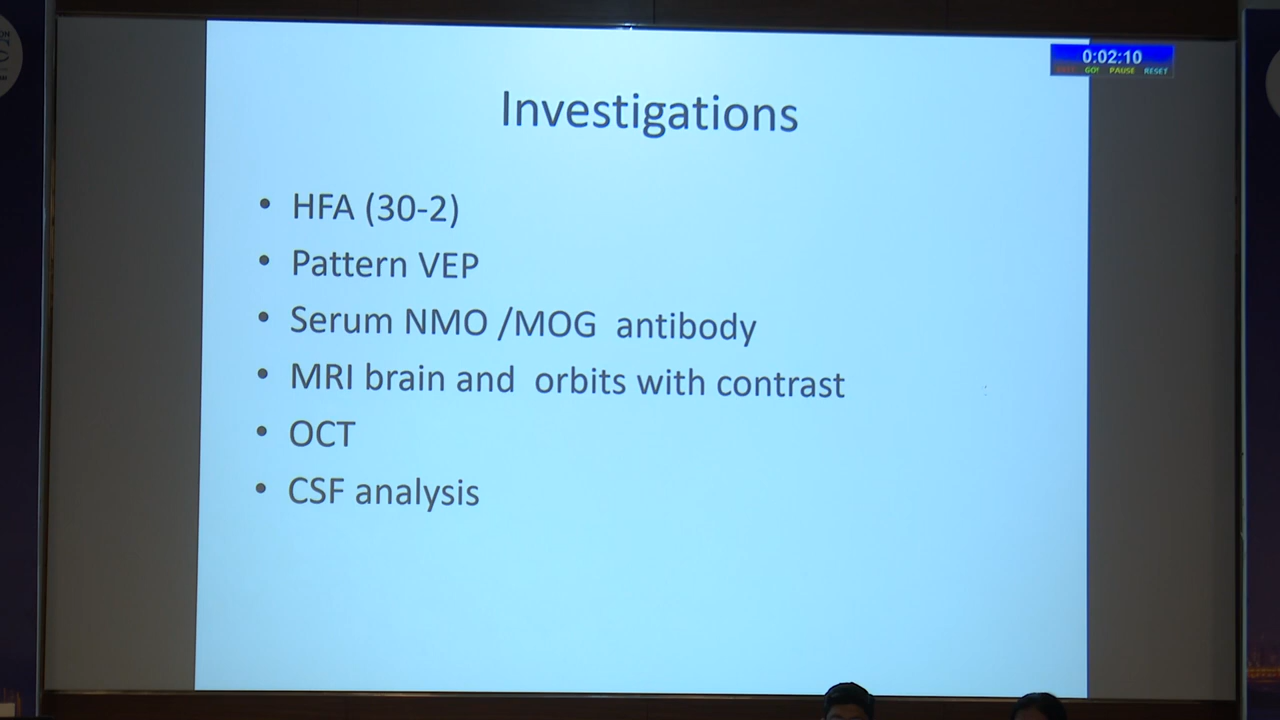 0:02:10
GO! PAUSE RESET
Investigations
• HFA (30-2)
• Pattern VEP
• Serum NMO /MOG antibody
• MRI brain and orbits with contrast
• OCT
• CSF analysis